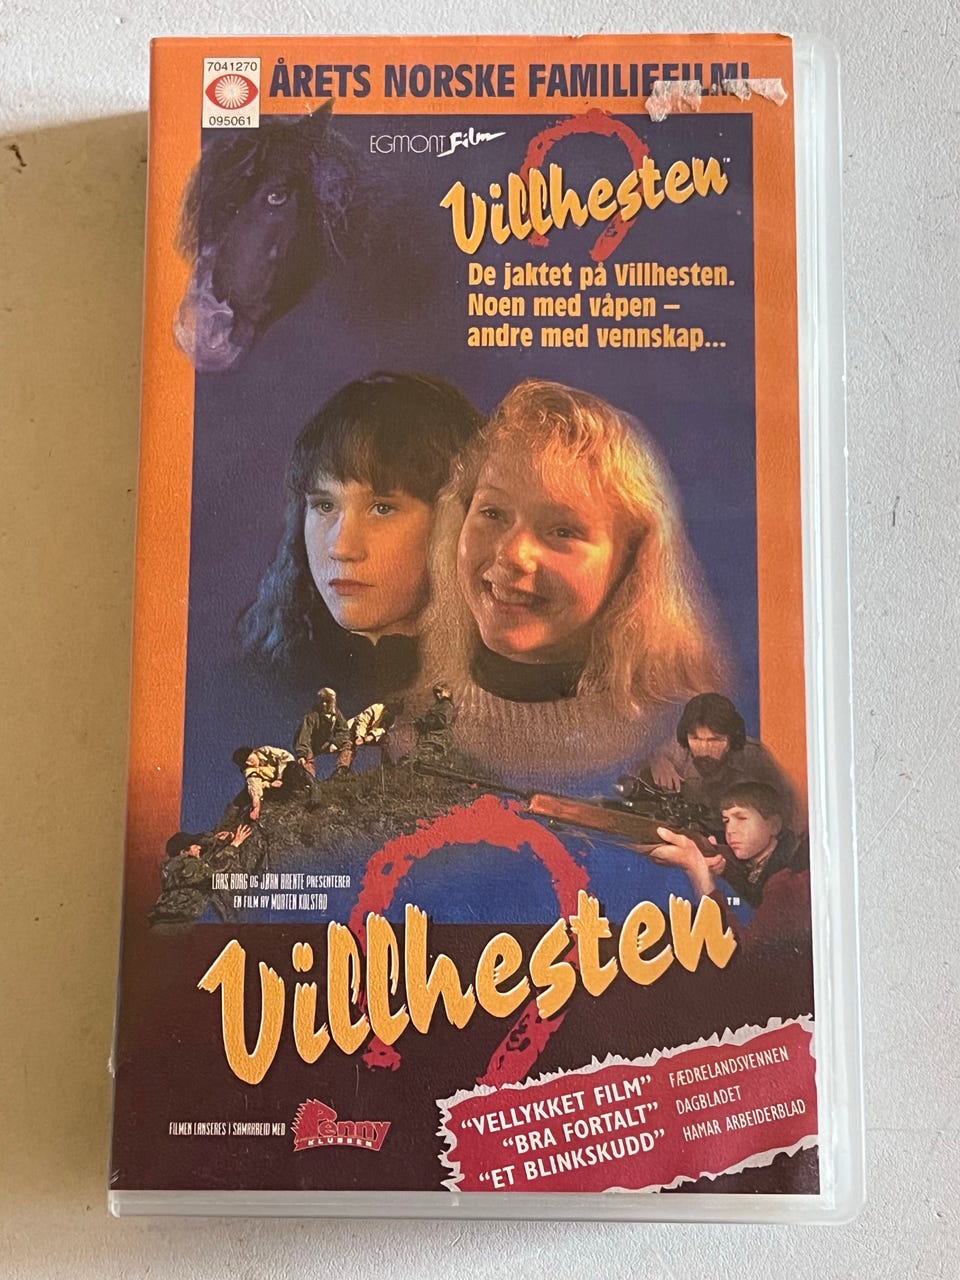 7041270
095061
ÅRETS NORSKE FAMILIEFILM!
EGMONT Film
Villhesten™
De jaktet på Villhesten.
Noen med våpen –
andre med vennskap...
LARS BORG OG JØRN BRENTE PRESENTERER
EN FILM AV MORTEN KOLSTAD
Villhesten™
FILMEN LANSERES I SAMARBEID MED
Penny
KLUBBEN
“VELLYKKET FILM” FÆDRELANDSVENNEN
“BRA FORTALT” DAGBLADET
“ET BLINKSKUDD” HAMAR ARBEIDERBLAD